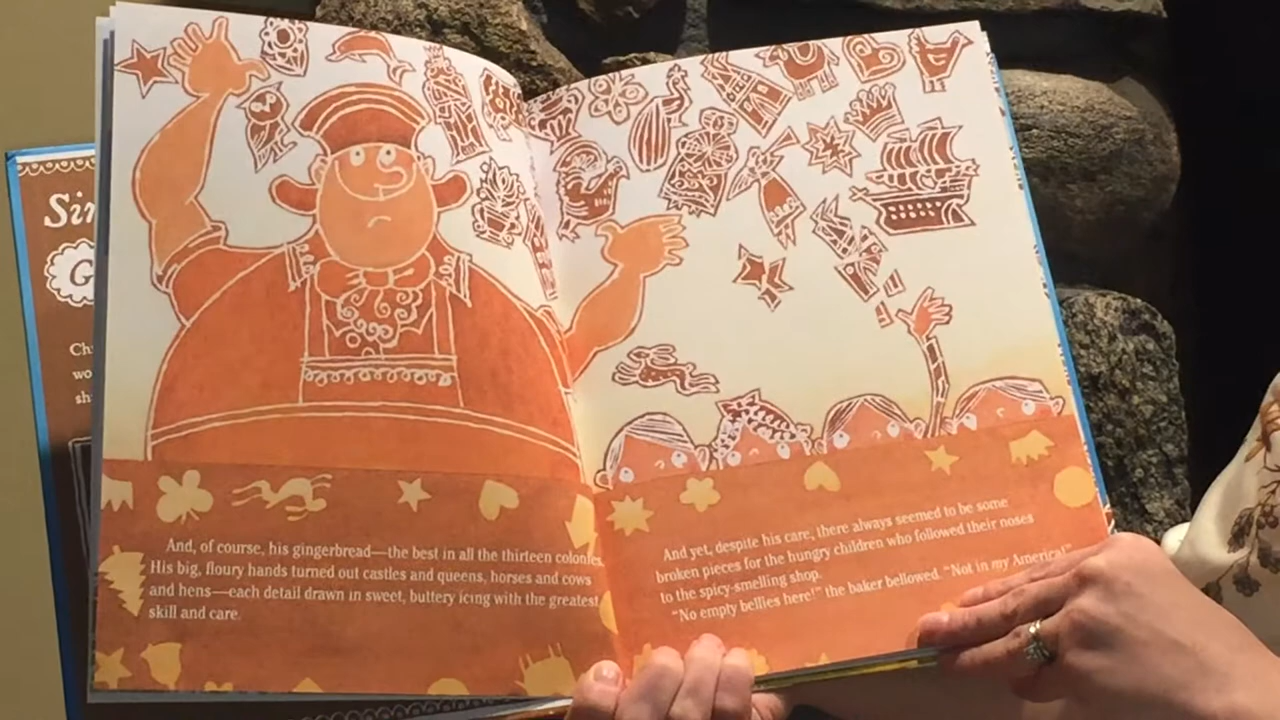 Sin
G
Ch
wo
sh
And, of course, his gingerbread—the best in all the thirteen colonies.
His big, floury hands turned out castles and queens, horses and cows
and hens—each detail drawn in sweet, buttery icing with the greatest
skill and care.
And yet, despite his care, there always seemed to be some
broken pieces for the hungry children who followed their noses
to the spicy-smelling shop.
“No empty bellies here!” the baker bellowed. “Not in my America!”